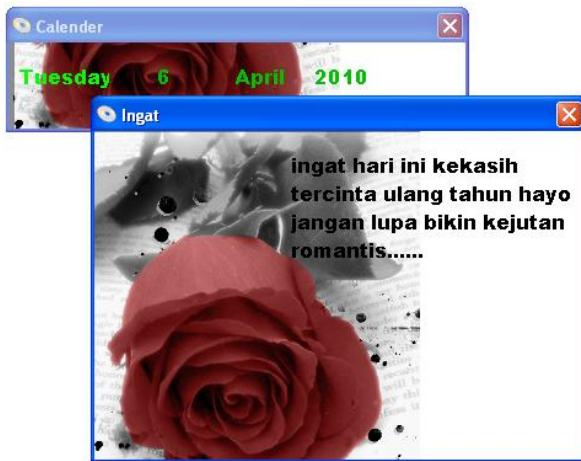 Calender
Tuesday 6 April 2010
Ingat
ingat hari ini kekasih
tercinta ulang tahun hayo
jangan lupa bikin kejutan
romantis......